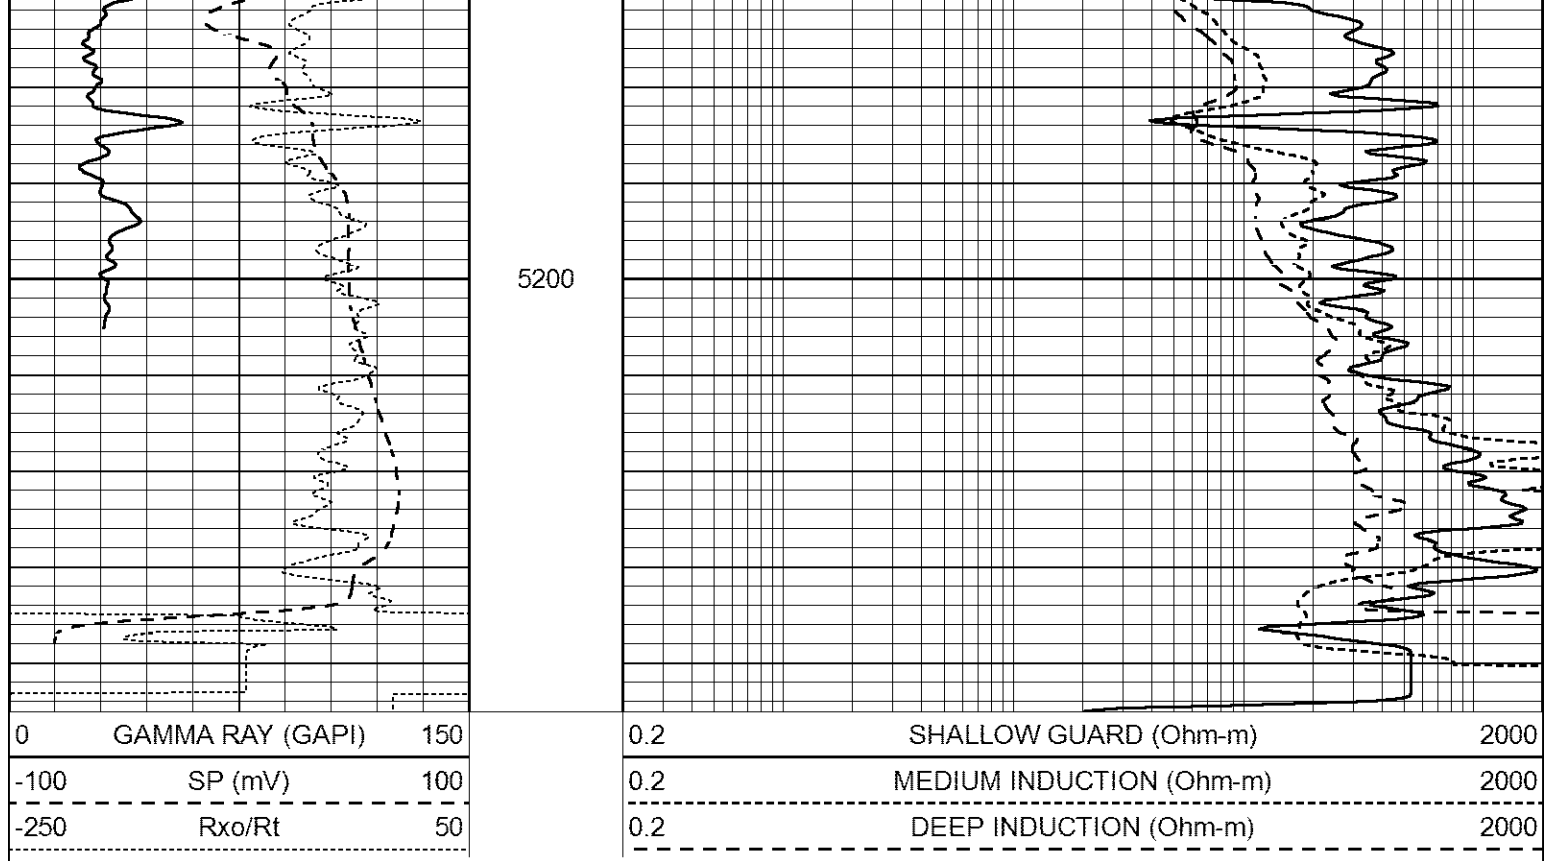 5200
0 GAMMA RAY (GAPI) 150
0.2 SHALLOW GUARD (Ohm-m) 2000
-100 SP (mV) 100
0.2 MEDIUM INDUCTION (Ohm-m) 2000
-250 Rxo/Rt 50
0.2 DEEP INDUCTION (Ohm-m) 2000